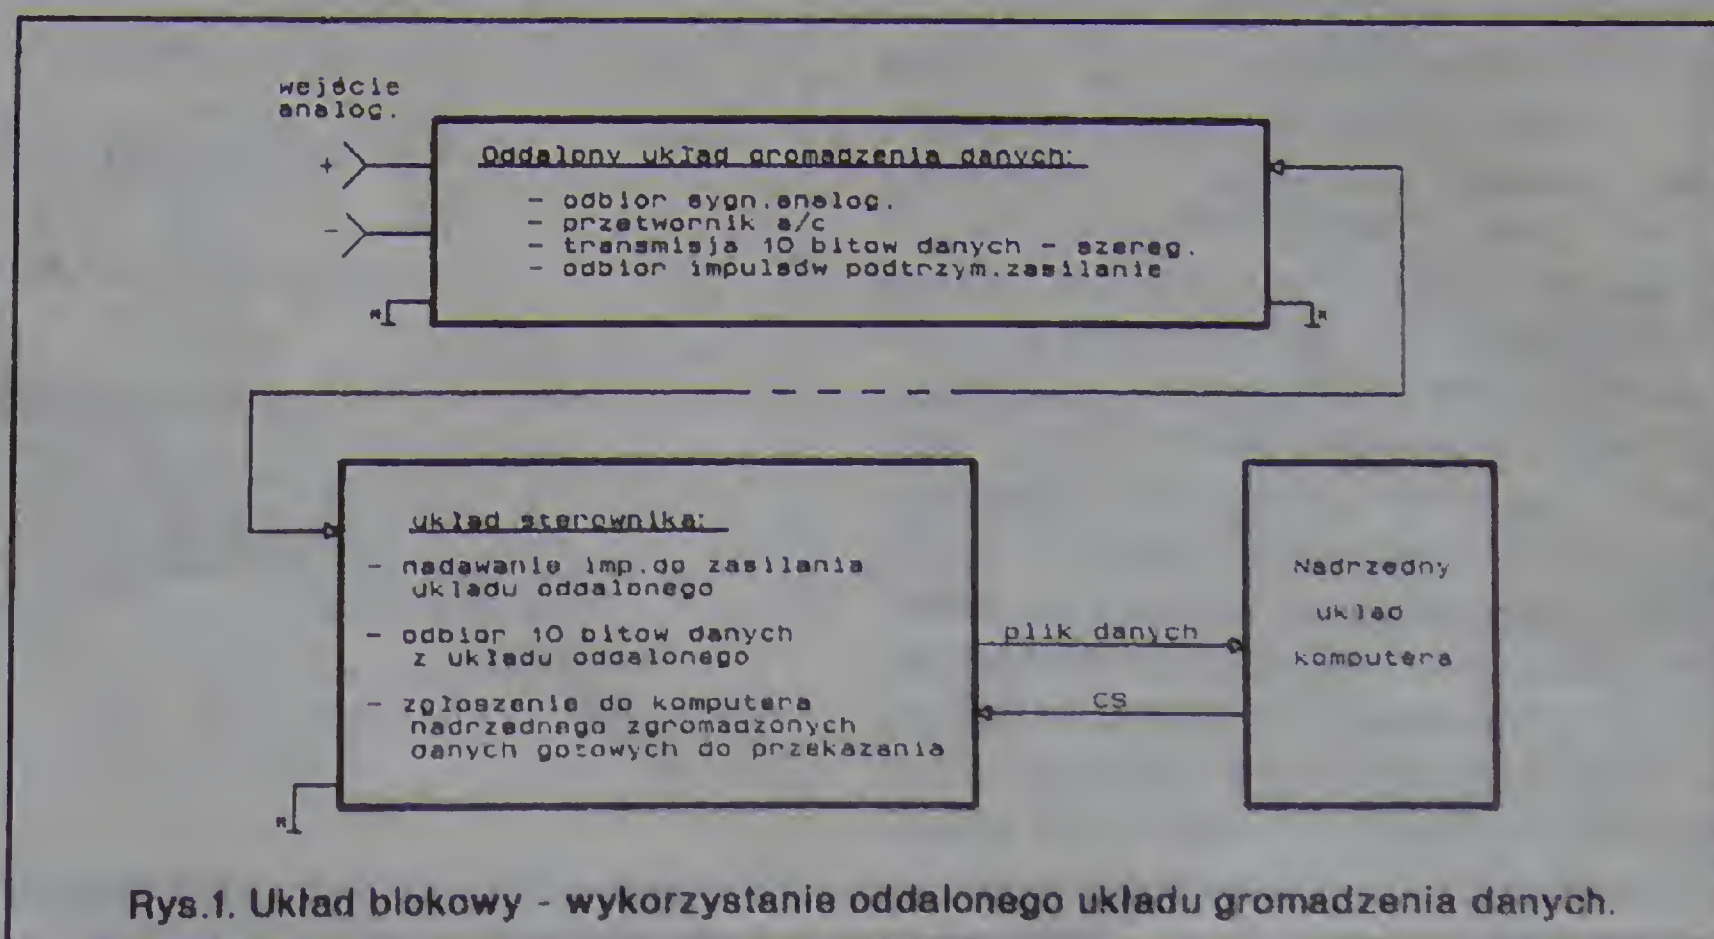 wejście
analog.
+
-
Oddalony układ gromadzenia danych:
- odbior sygn.analog.
- przetwornik a/c
- transmisja 10 bitow danych - szereg.
- odbior impulsów podtrzym.zasilanie
*
*
układ sterownika:
- nadawanie imp.do zasilania
układu oddalonego
- odbior 10 bitow danych
z układu oddalonego
- zgłoszenie do komputera
nadrzednego zgromadzonych
danych gotowych do przekazania
*
plik danych
CS
Nadrzedny
układ
komputera
Rys.1. Układ blokowy - wykorzystanie oddalonego układu gromadzenia danych.